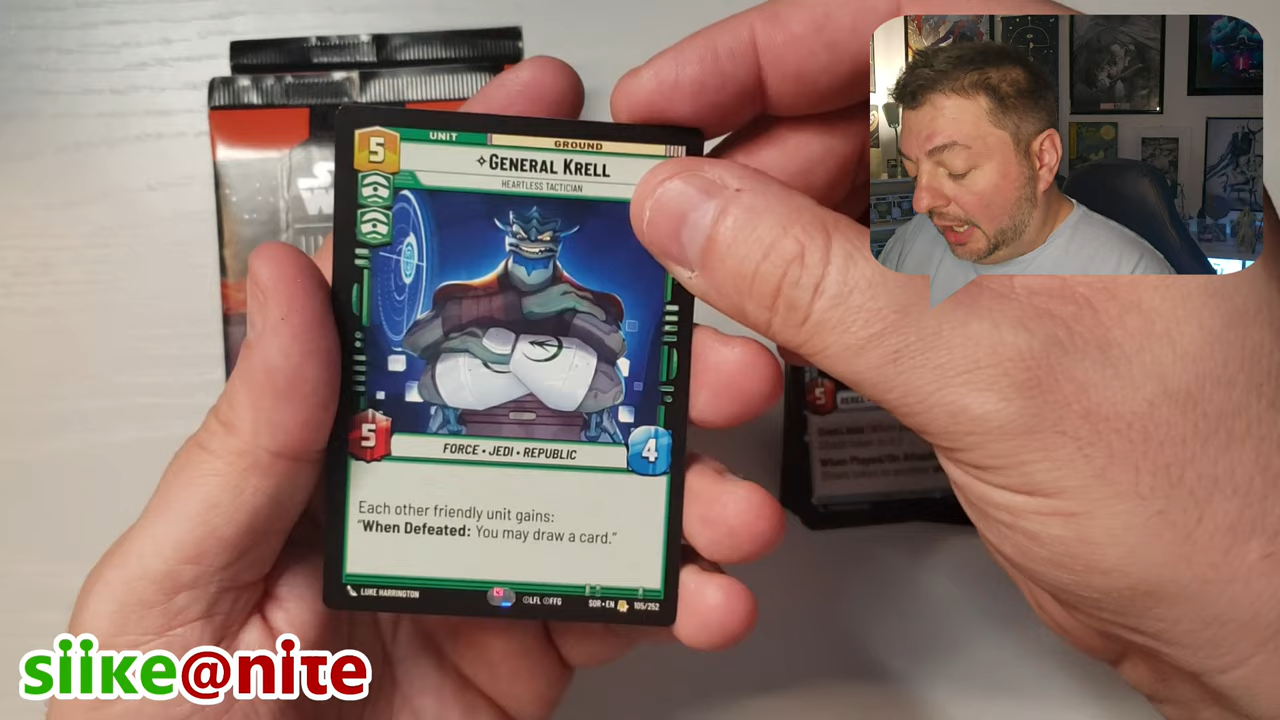 5
UNIT
GROUND
GENERAL KRELL
HEARTLESS TACTICIAN
5
FORCE • JEDI • REPUBLIC
4
Each other friendly unit gains:
“When Defeated: You may draw a card.”
LUKE HARRINGTON
©LFL ©FFG
SOR • EN
105/252
5
siike@nite